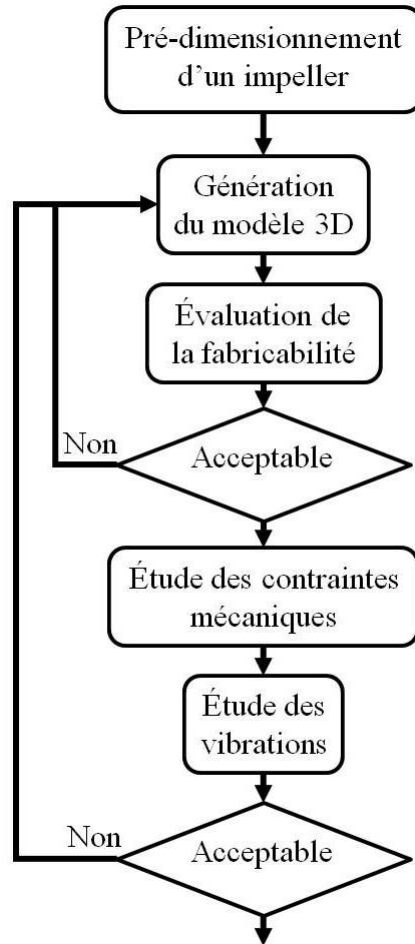 Pré-dimensionnement
d’un impeller
Génération
du modèle 3D
Évaluation de
la fabricabilité
Non
Acceptable
Étude des contraintes
mécaniques
Étude des
vibrations
Non
Acceptable